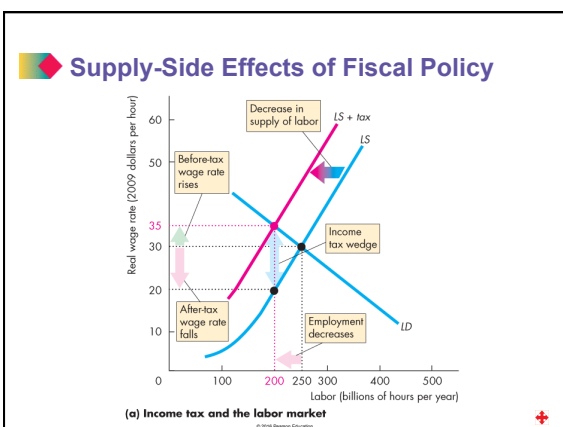 Supply-Side Effects of Fiscal Policy
Real wage rate (2009 dollars per hour)
60
50
35
30
20
10
0
Decrease in
supply of labor
LS + tax
LS
Before-tax
wage rate
rises
Income
tax wedge
After-tax
wage rate
falls
Employment
decreases
LD
100
200
250
300
400
500
Labor (billions of hours per year)
(a) Income tax and the labor market
© 2016 Pearson Education